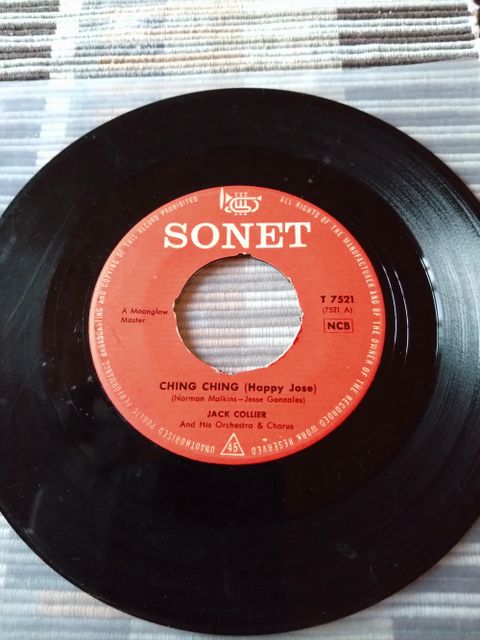 SONET
T 7521
(7521 A)
NCB
A Moonglow
Master
CHING CHING (Happy Jose)
(Norman Malkins—Jesse Gonzales)
JACK COLLIER
And His Orchestra & Chorus
45
ALL RIGHTS OF THE MANUFACTURER AND OF THE OWNER OF THE RECORDED WORK RESERVED
UNAUTHORISED PUBLIC PERFORMANCE BROADCASTING AND COPYING OF THIS RECORD PROHIBITED